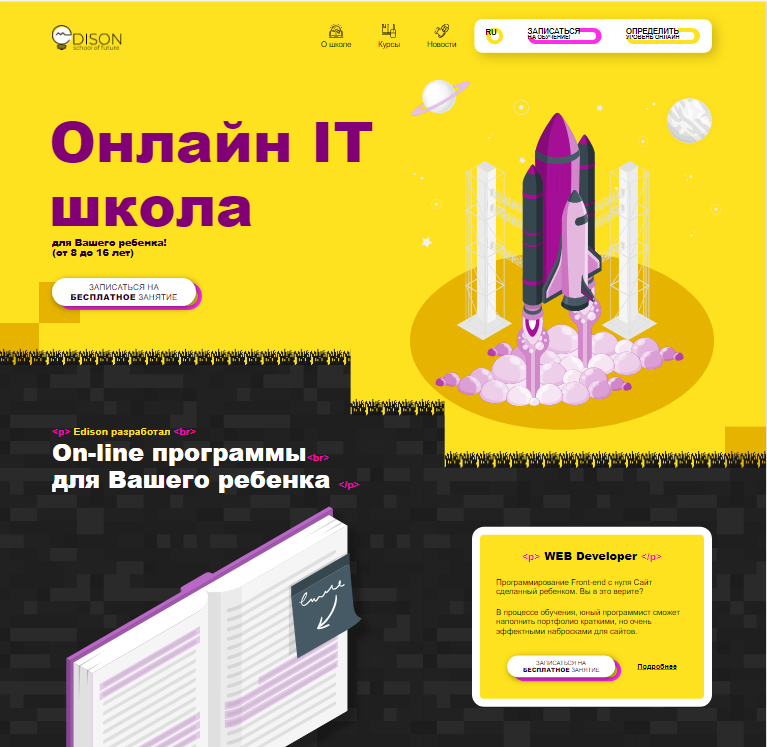 EDISON
school of future
О школе
Курсы
Новости
RU
ЗАПИСАТЬСЯ
НА ОБУЧЕНИЕ!
ОПРЕДЕЛИТЬ
УРОВЕНЬ ОНЛАЙН
Онлайн IT
школа
для Вашего ребенка!
(от 8 до 16 лет)
ЗАПИСАТЬСЯ НА
БЕСПЛАТНОЕ ЗАНЯТИЕ
<p> Edison разработал <br>
On-line программы<br>
для Вашего ребенка </p>
<p> WEB Developer </p>
Программирование Front-end с нуля Сайт
сделанный ребенком. Вы в это верите?
В процессе обучения, юный программист сможет
наполнить портфолио краткими, но очень
эффектными набросками для сайтов.
ЗАПИСАТЬСЯ НА
БЕСПЛАТНОЕ ЗАНЯТИЕ
Подробнее